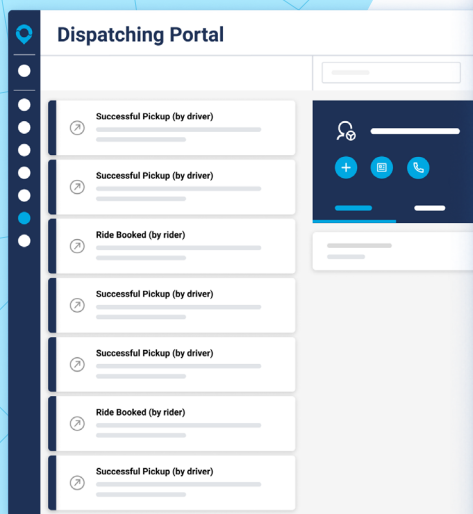 Dispatching Portal
Successful Pickup (by driver)
Successful Pickup (by driver)
Ride Booked (by rider)
Successful Pickup (by driver)
Successful Pickup (by driver)
Ride Booked (by rider)
Successful Pickup (by driver)